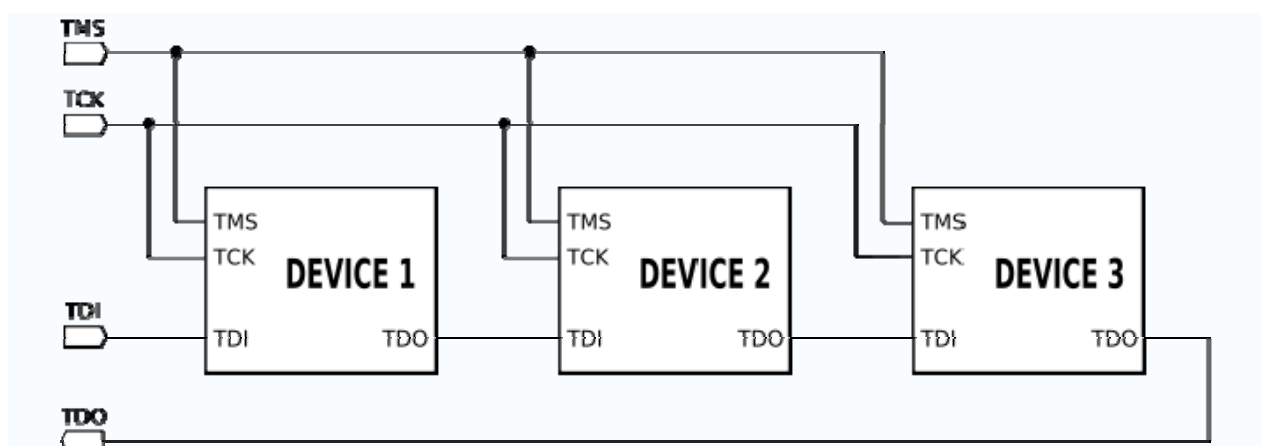 TMS
TCK
TMS
TCK
DEVICE 1
TDI
TDO
TMS
TCK
DEVICE 2
TDI
TDO
TMS
TCK
DEVICE 3
TDI
TDO
TDI
TDO